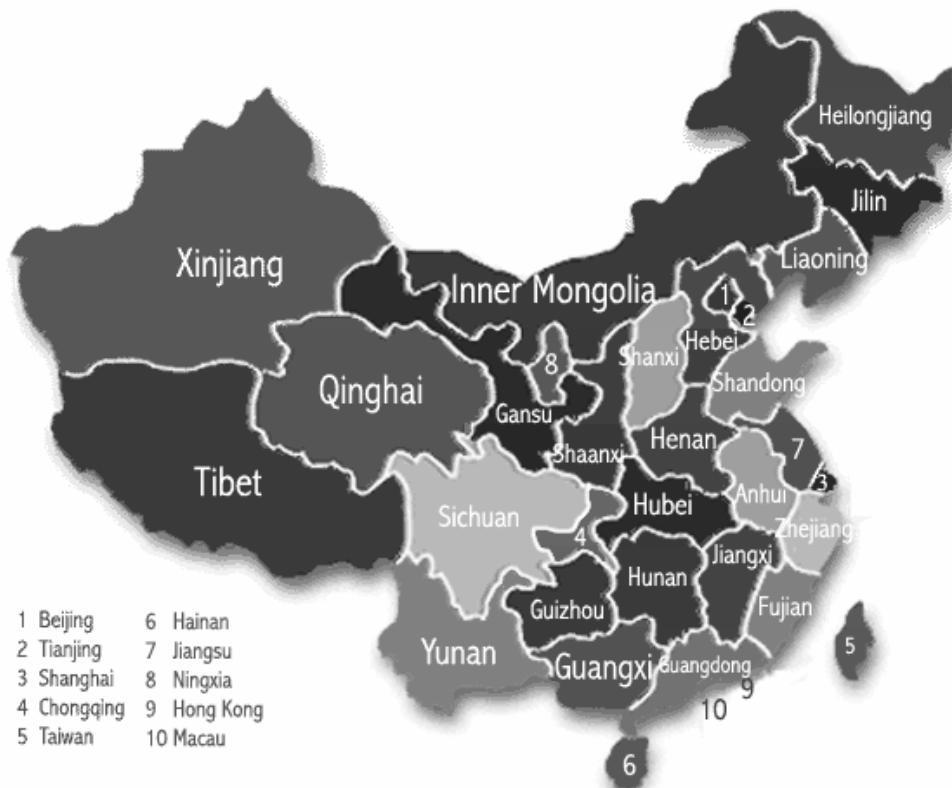 Heilongjiang
Jilin
Liaoning
Xinjiang
Inner Mongolia
1
2
Hebei
Shanxi
8
Shandong
Qinghai
Gansu
Henan
7
Shaanxi
Tibet
3
Anhui
Hubei
Sichuan
Zhejiang
4
Jiangxi
Hunan
Guizhou
Fujian
5
Yunan
Guangxi
Guangdong
9
10
6
1 Beijing
2 Tianjing
3 Shanghai
4 Chongqing
5 Taiwan
6 Hainan
7 Jiangsu
8 Ningxia
9 Hong Kong
10 Macau